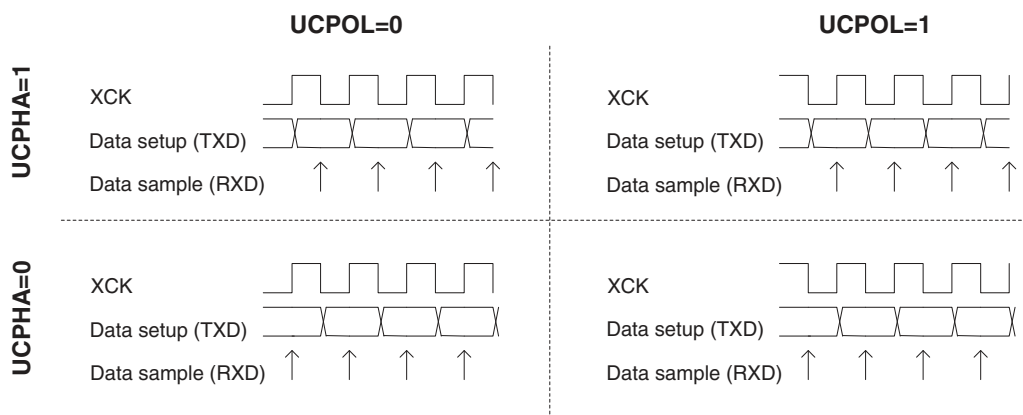 UCPOL=0
UCPOL=1
UCPHA=1
XCK
Data setup (TXD)
Data sample (RXD)
XCK
Data setup (TXD)
Data sample (RXD)
UCPHA=0
XCK
Data setup (TXD)
Data sample (RXD)
XCK
Data setup (TXD)
Data sample (RXD)